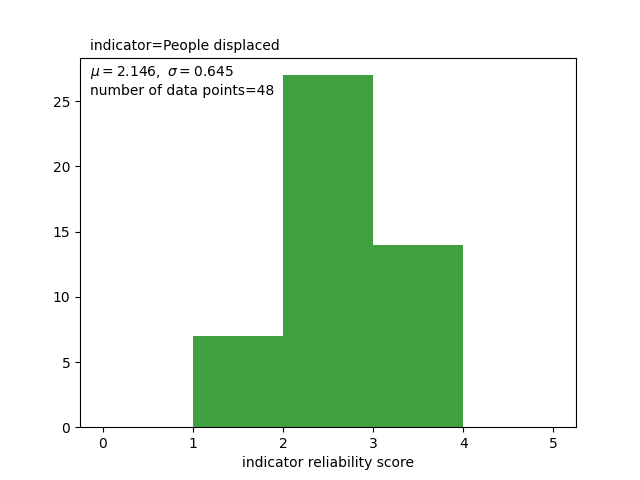 indicator=People displaced
μ = 2.146, σ = 0.645
number of data points=48
25
20
15
10
5
0
0 1 2 3 4 5
indicator reliability score